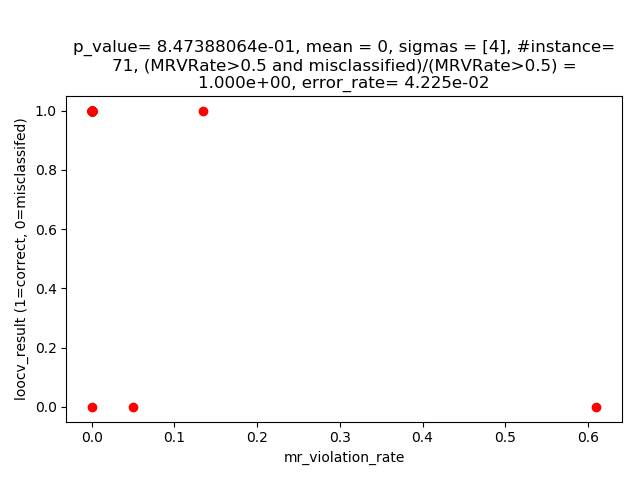 p_value= 8.47388064e-01, mean = 0, sigmas = [4], #instance=
71, (MRVRate>0.5 and misclassified)/(MRVRate>0.5) =
1.000e+00, error_rate= 4.225e-02
1.0
0.8
0.6
0.4
0.2
0.0
loocv_result (1=correct, 0=misclassifed)
0.0 0.1 0.2 0.3 0.4 0.5 0.6
mr_violation_rate